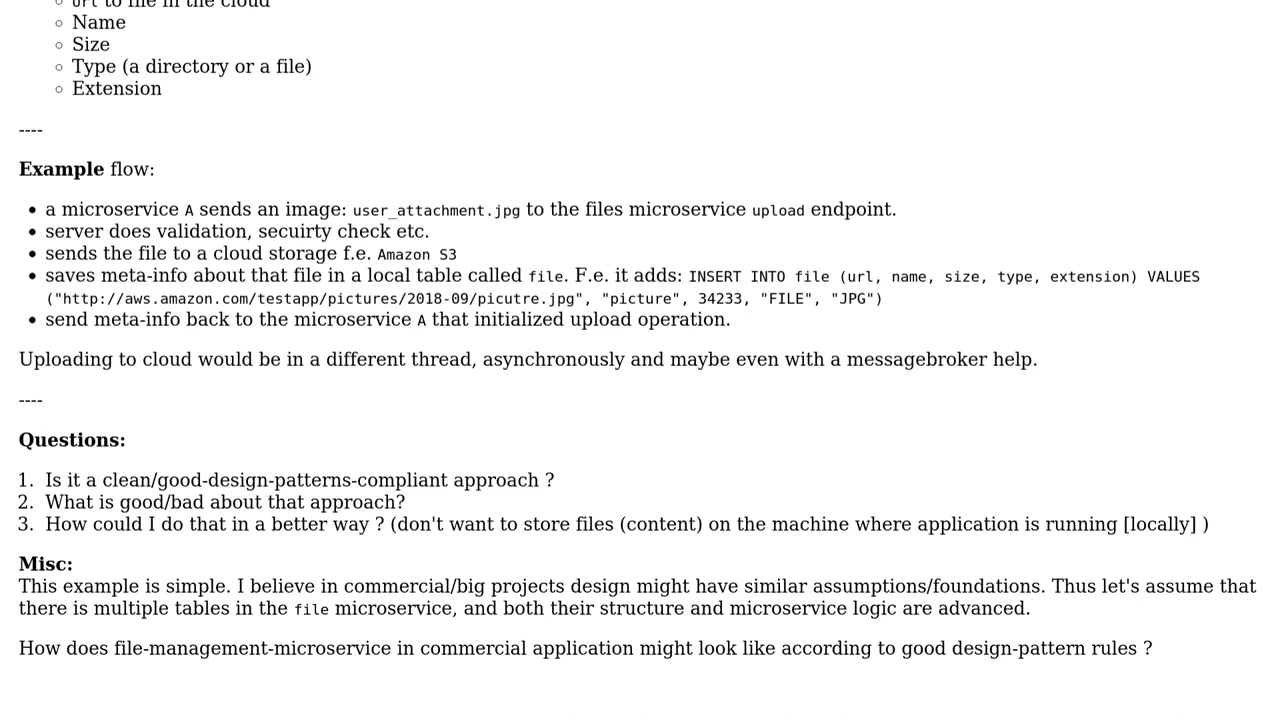 url to file in the cloud
Name
Size
Type (a directory or a file)
Extension
----
Example flow:
a microservice A sends an image: user_attachment.jpg to the files microservice upload endpoint.
server does validation, secuirty check etc.
sends the file to a cloud storage f.e. Amazon S3
saves meta-info about that file in a local table called file. F.e. it adds: INSERT INTO file (url, name, size, type, extension) VALUES
("http://aws.amazon.com/testapp/pictures/2018-09/picutre.jpg", "picture", 34233, "FILE", "JPG")
send meta-info back to the microservice A that initialized upload operation.
Uploading to cloud would be in a different thread, asynchronously and maybe even with a messagebroker help.
----
Questions:
1. Is it a clean/good-design-patterns-compliant approach ?
2. What is good/bad about that approach?
3. How could I do that in a better way ? (don't want to store files (content) on the machine where application is running [locally] )
Misc:
This example is simple. I believe in commercial/big projects design might have similar assumptions/foundations. Thus let's assume that
there is multiple tables in the file microservice, and both their structure and microservice logic are advanced.
How does file-management-microservice in commercial application might look like according to good design-pattern rules ?